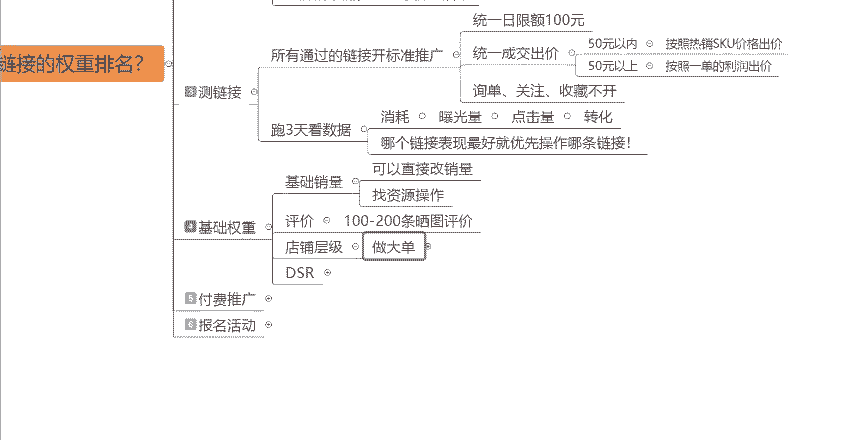 统一日限额100元
链接的权重排名？
所有通过的链接开标准推广
统一成交出价
50元以内
按照热销SKU价格出价
50元以上
按照一单的利润出价
询单、关注、收藏不开
测链接
跑3天看数据
消耗
曝光量
点击量
转化
哪个链接表现最好就优先操作哪条链接！
基础销量
可以直接改销量
找资源操作
4 基础权重
评价
100-200条晒图评价
店铺层级
做大单
DSR
5 付费推广
6 报名活动